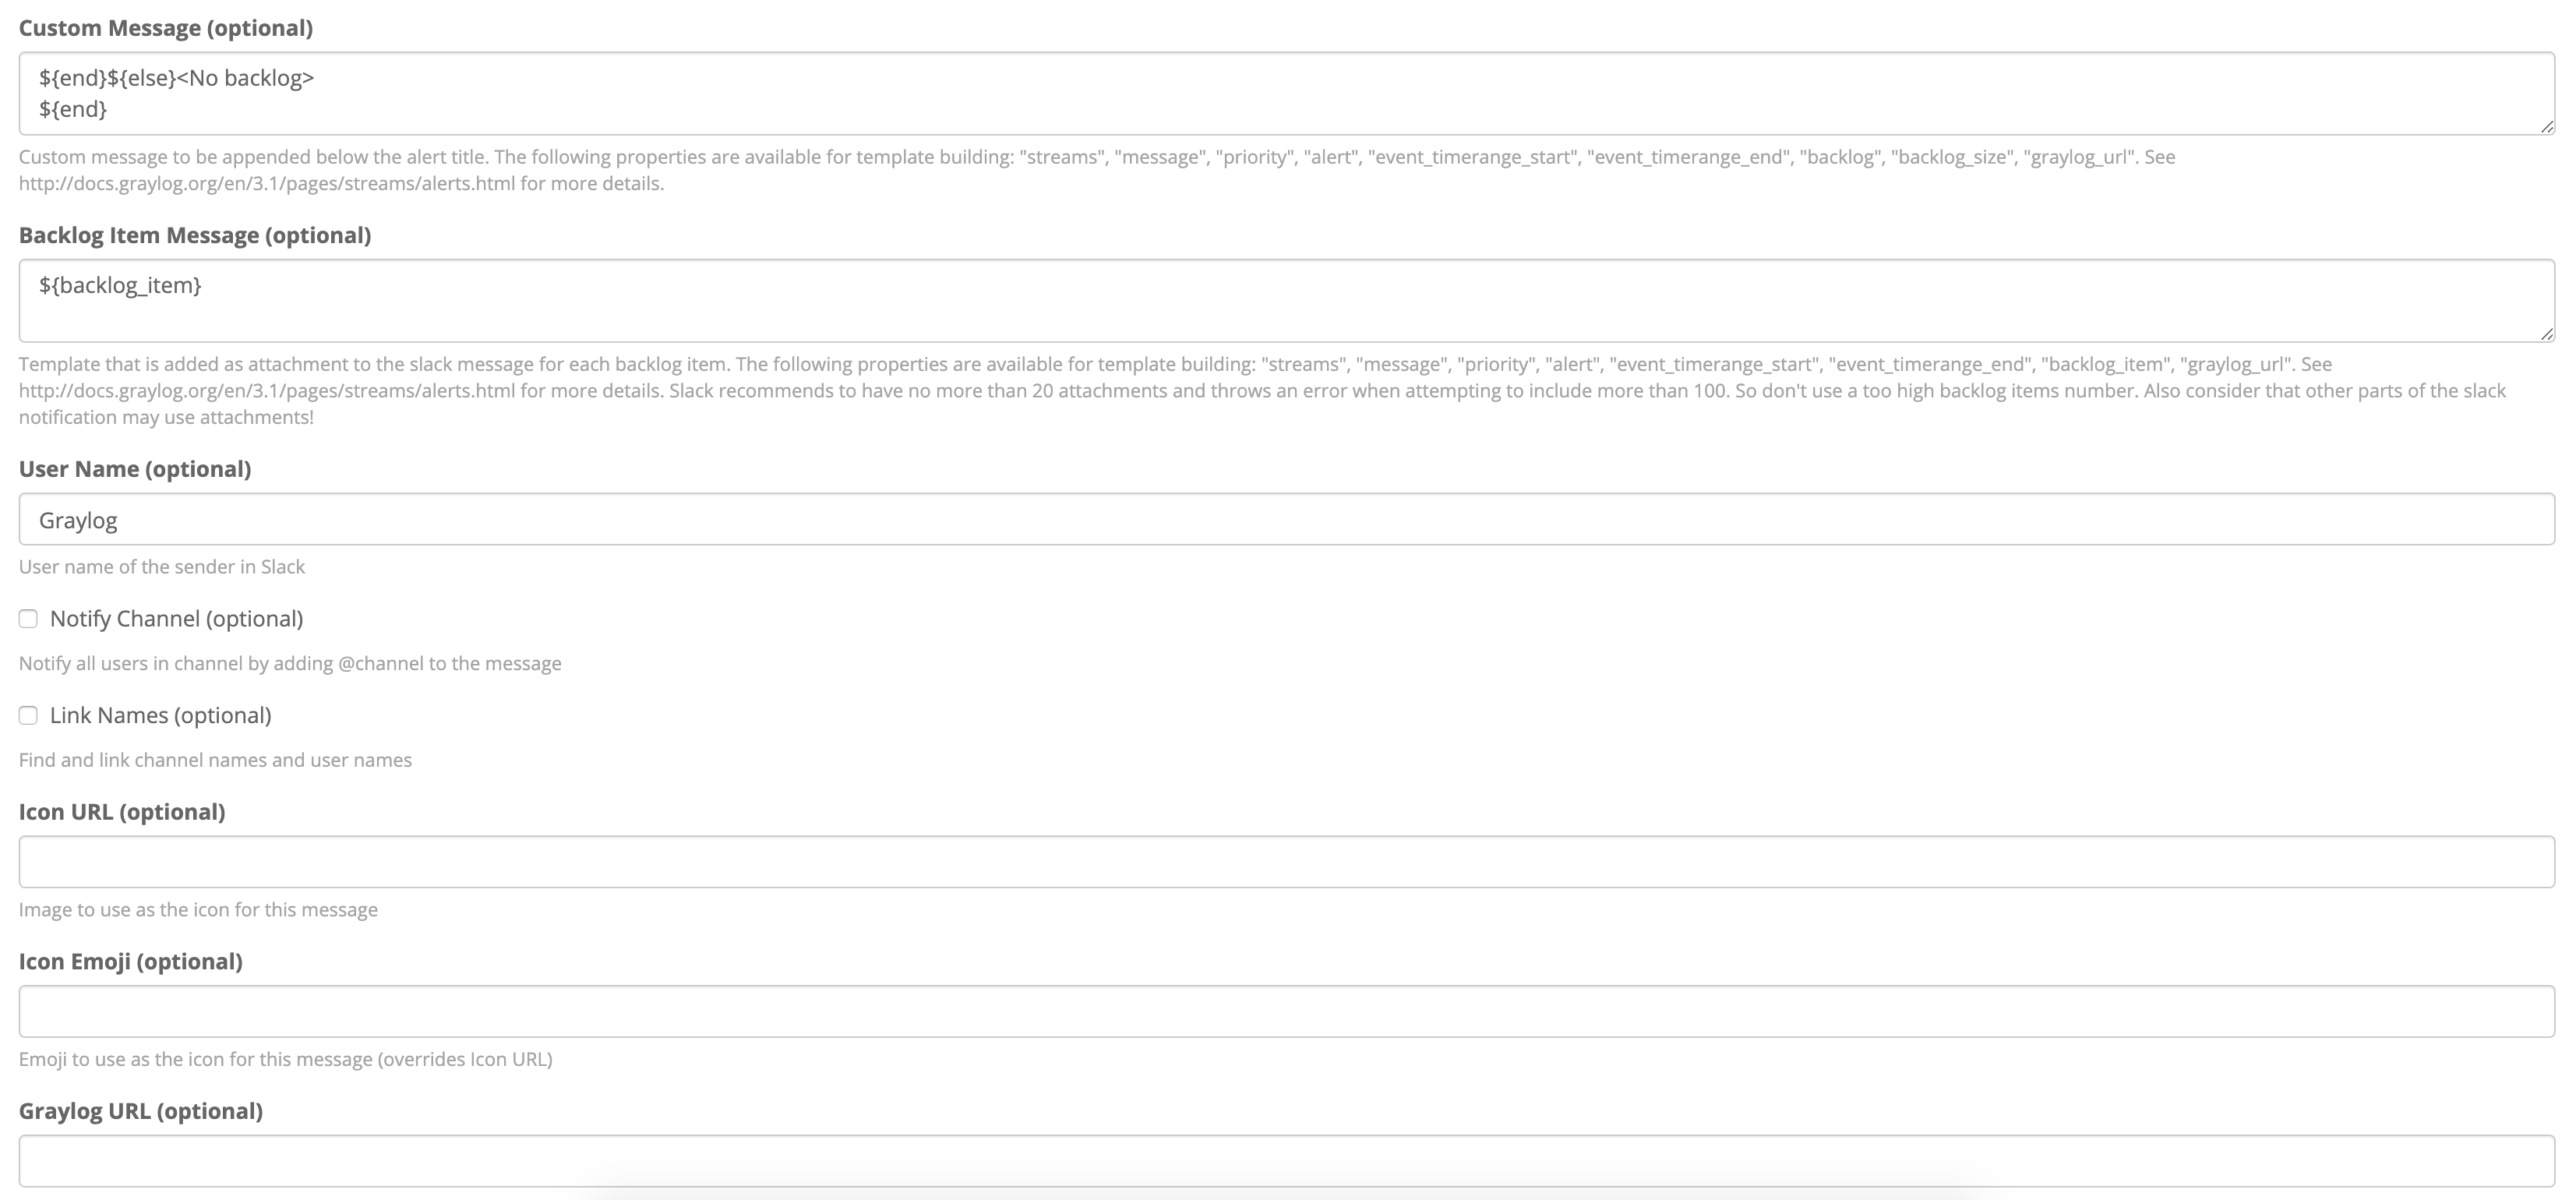 Custom Message (optional)
${end}${else}<No backlog>
${end}
Custom message to be appended below the alert title. The following properties are available for template building: "streams", "message", "priority", "alert", "event_timerange_start", "event_timerange_end", "backlog", "backlog_size", "graylog_url". See
http://docs.graylog.org/en/3.1/pages/streams/alerts.html for more details.
Backlog Item Message (optional)
${backlog_item}
Template that is added as attachment to the slack message for each backlog item. The following properties are available for template building: "streams", "message", "priority", "alert", "event_timerange_start", "event_timerange_end", "backlog_item", "graylog_url". See
http://docs.graylog.org/en/3.1/pages/streams/alerts.html for more details. Slack recommends to have no more than 20 attachments and throws an error when attempting to include more than 100. So don't use a too high backlog items number. Also consider that other parts of the slack
notification may use attachments!
User Name (optional)
Graylog
User name of the sender in Slack
Notify Channel (optional)
Notify all users in channel by adding @channel to the message
Link Names (optional)
Find and link channel names and user names
Icon URL (optional)
Image to use as the icon for this message
Icon Emoji (optional)
Emoji to use as the icon for this message (overrides Icon URL)
Graylog URL (optional)